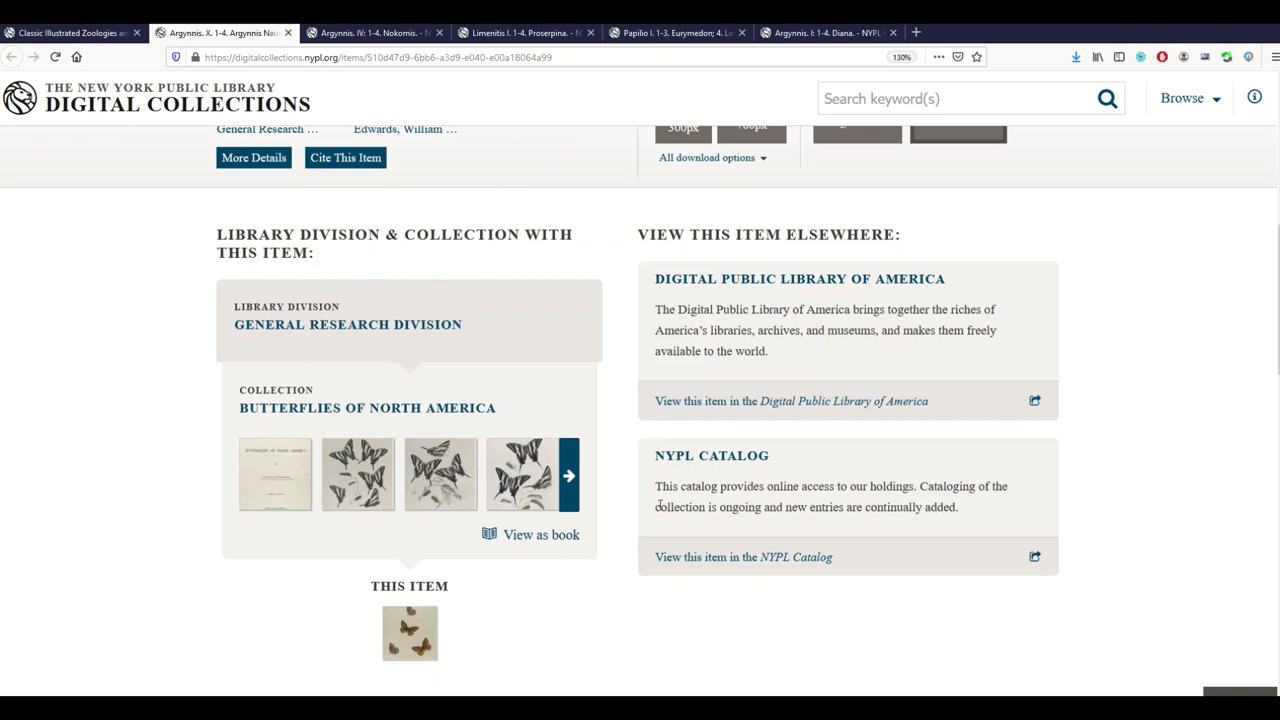 Classic Illustrated Zoologies an
Argynnis. X. 1-4. Argynnis Naus
Argynnis. IV: 1-4. Nokomis. - N
Limenitis I. 1-4. Proserpina. - N
Papilio I. 1-3. Eurymedon; 4. La
Argynnis. I: 1-4. Diana. - NYPL
https://digitalcollections.nypl.org/items/510d47d9-6bb6-a3d9-e040-e00a18064a99
130%
THE NEW YORK PUBLIC LIBRARY
DIGITAL COLLECTIONS
Search keyword(s)
Browse
General Research ...
Edwards, William ...
300px
700px
More Details
Cite This Item
All download options
LIBRARY DIVISION & COLLECTION WITH
THIS ITEM:
LIBRARY DIVISION
GENERAL RESEARCH DIVISION
COLLECTION
BUTTERFLIES OF NORTH AMERICA
View as book
THIS ITEM
VIEW THIS ITEM ELSEWHERE:
DIGITAL PUBLIC LIBRARY OF AMERICA
The Digital Public Library of America brings together the riches of
America's libraries, archives, and museums, and makes them freely
available to the world.
View this item in the Digital Public Library of America
NYPL CATALOG
This catalog provides online access to our holdings. Cataloging of the
collection is ongoing and new entries are continually added.
View this item in the NYPL Catalog